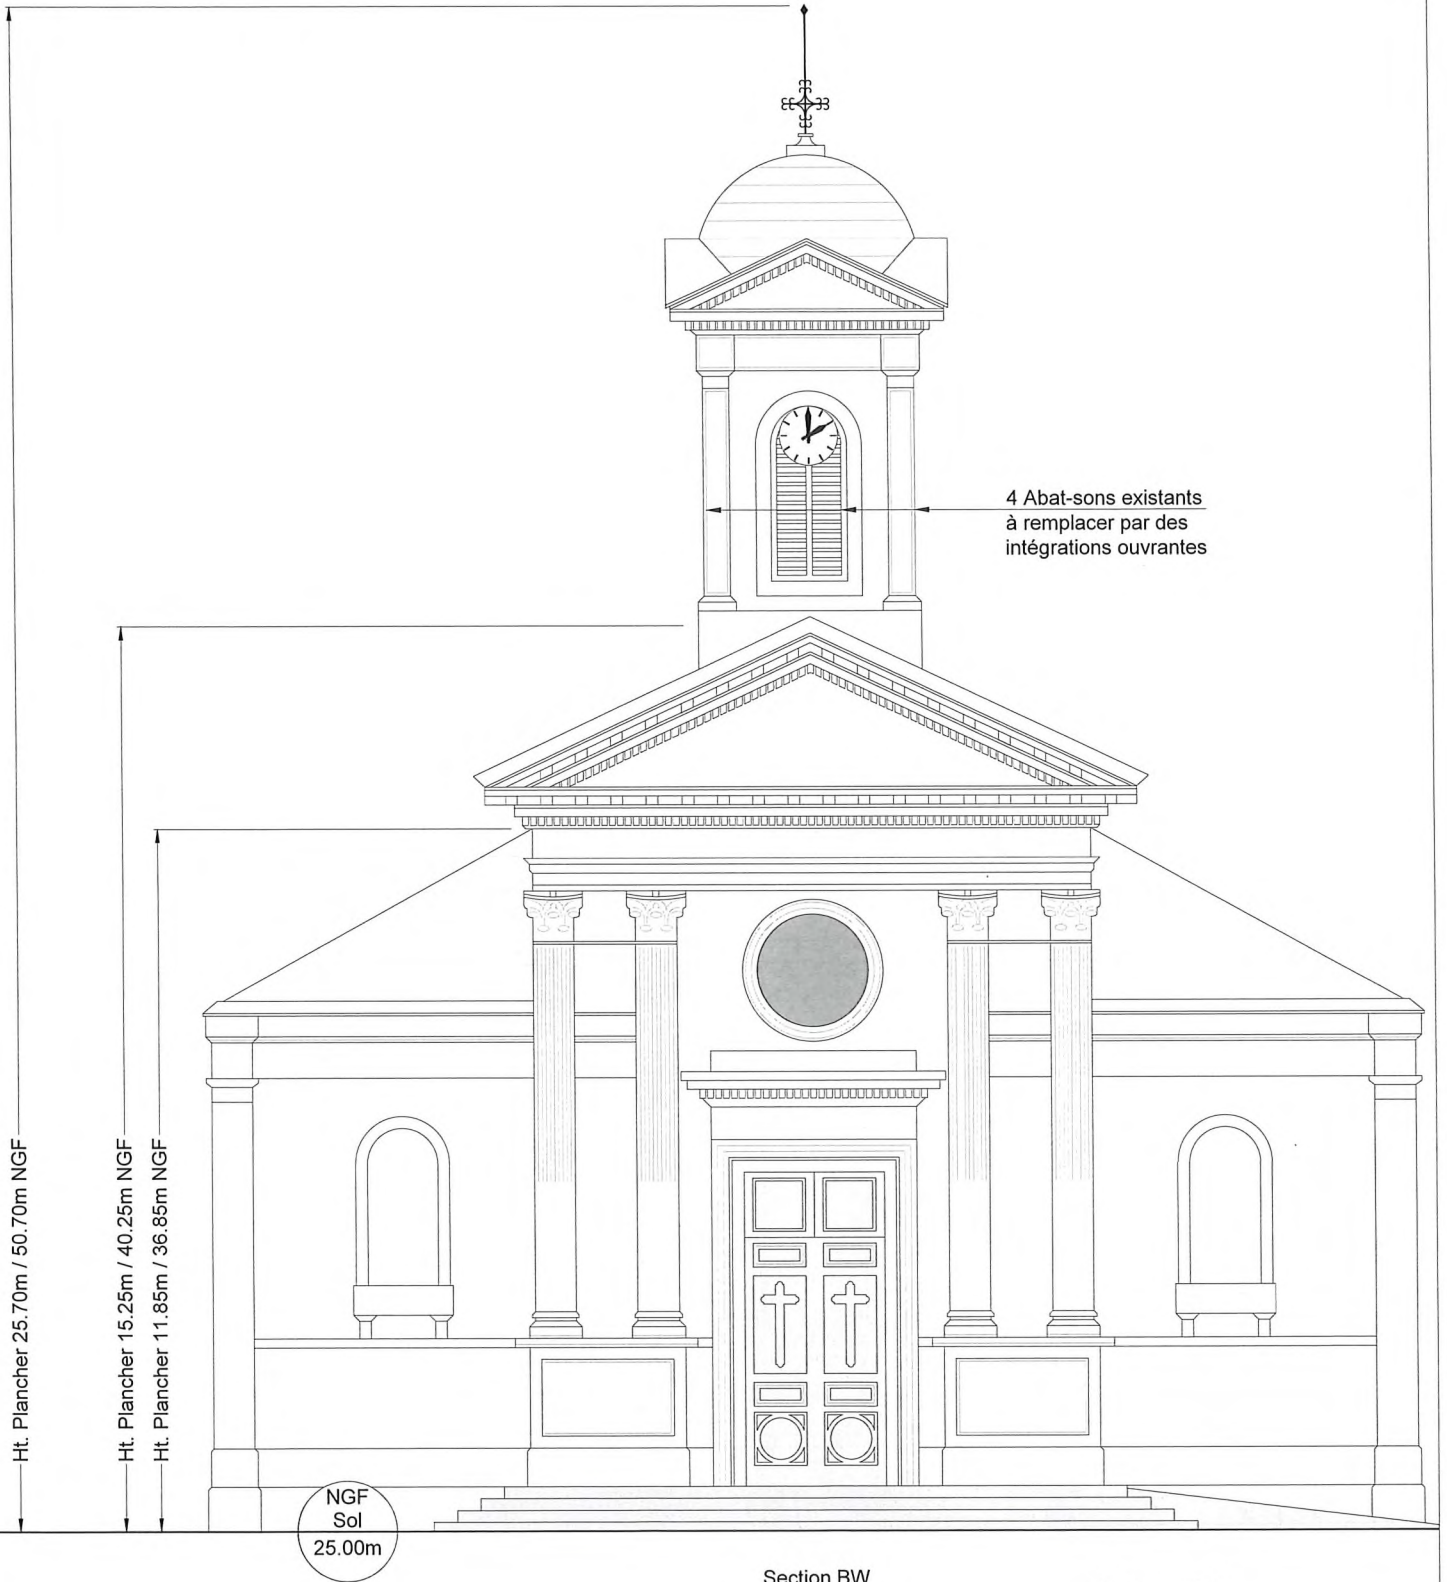 4 Abat-sons existants
à remplacer par des
intégrations ouvrantes
Ht. Plancher 25.70m / 50.70m NGF
Ht. Plancher 15.25m / 40.25m NGF
Ht. Plancher 11.85m / 36.85m NGF
NGF
Sol
25.00m
Section BW